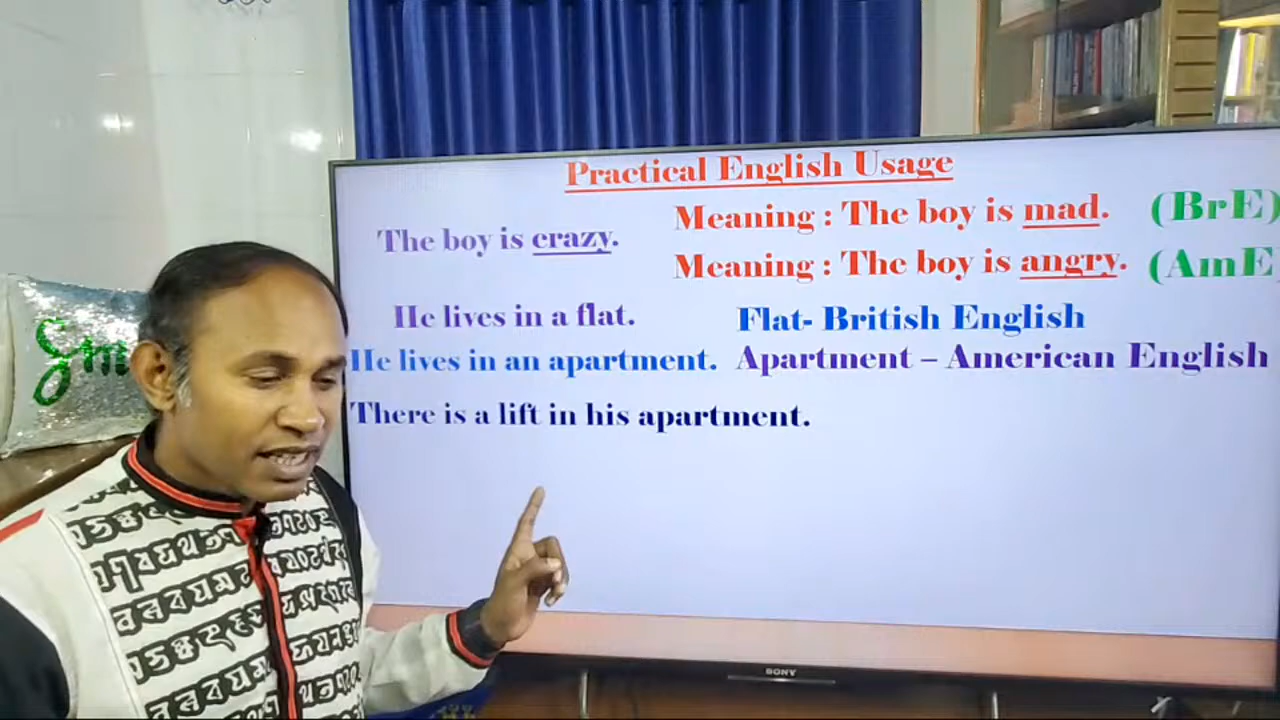 Practical English Usage
The boy is crazy.
Meaning : The boy is mad. (BrE)
Meaning : The boy is angry. (AmE
He lives in a flat. Flat- British English
He lives in an apartment. Apartment – American English
There is a lift in his apartment.
SONY